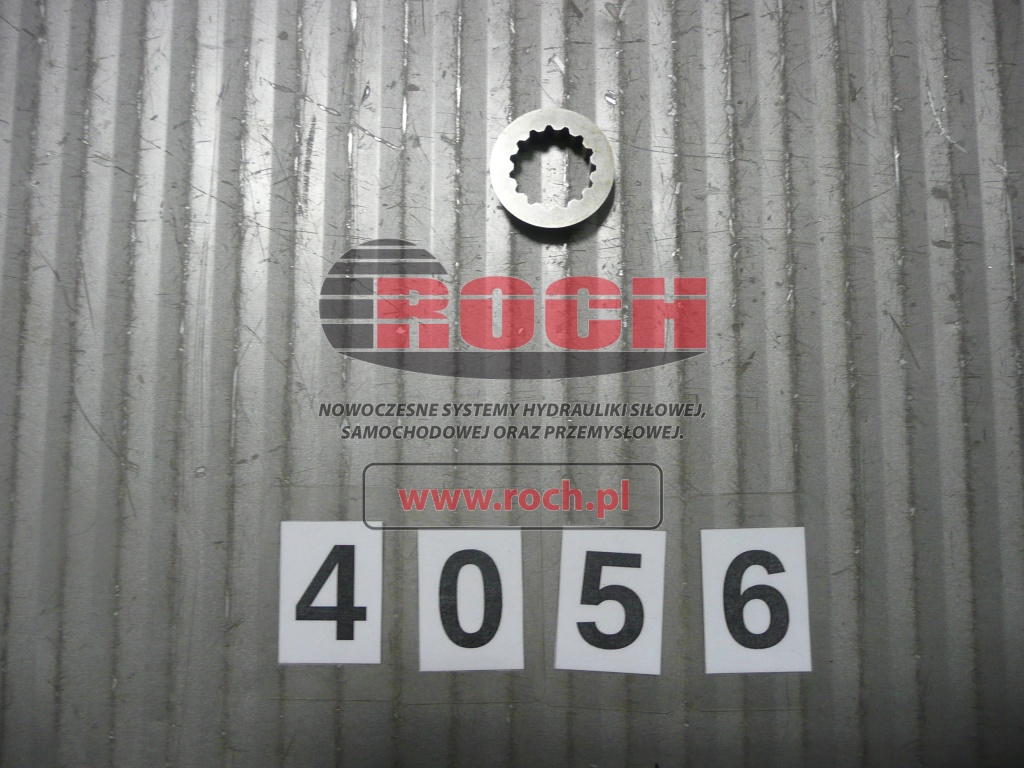 ROCH
NOWOCZESNE SYSTEMY HYDRAULIKI SIŁOWEJ,
SAMOCHODOWEJ ORAZ PRZEMYSŁOWEJ.
www.roch.pl
4056